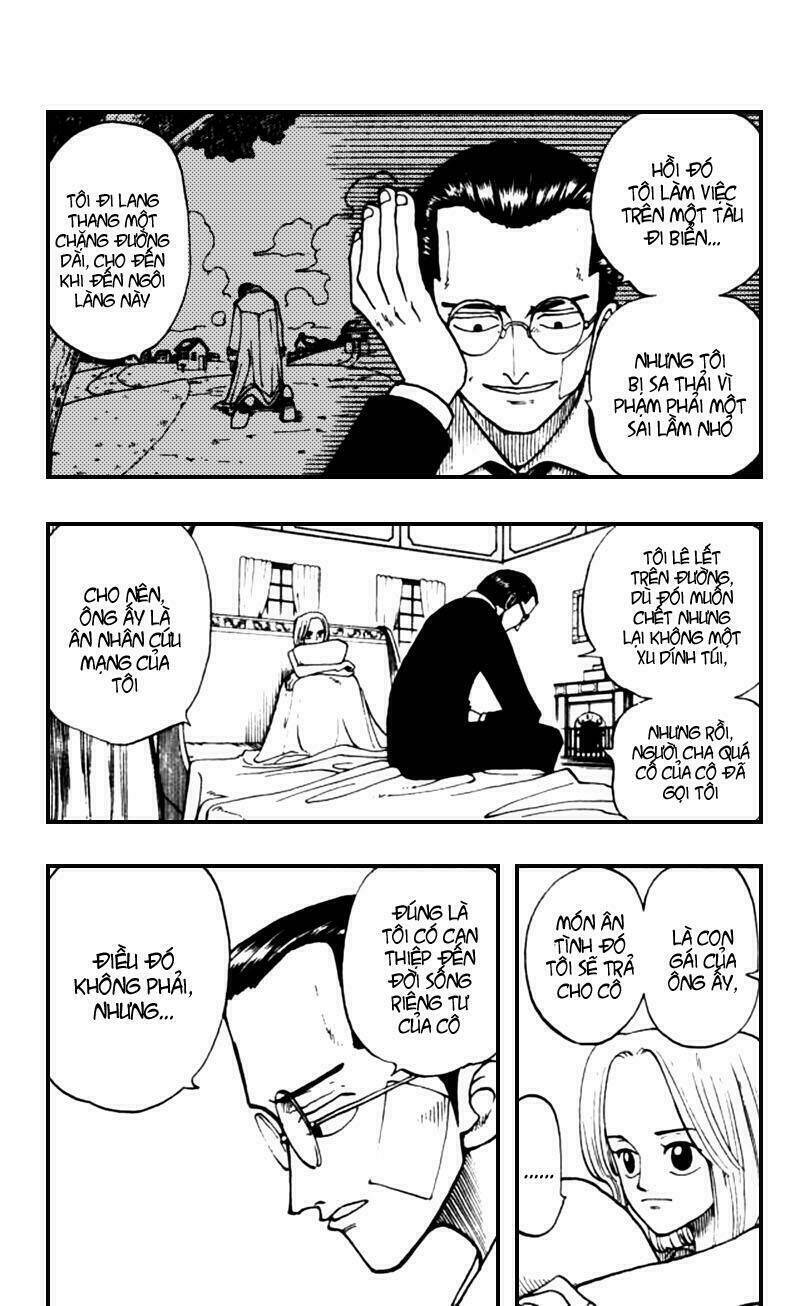 HỒI ĐÓ
TÔI LÀM VIỆC
TRÊN MỘT TÀU
ĐI BIỂN...
NHƯNG TÔI
BỊ SA THẢI VÌ
PHẠM PHẢI MỘT
SAI LẦM NHỎ
TÔI ĐI LANG
THANG MỘT
CHẶNG ĐƯỜNG
DÀI, CHO ĐẾN
KHI ĐẾN NGÔI
LÀNG NÀY
TÔI LÊ LẾT
TRÊN ĐƯỜNG,
DÙ ĐÓI MUỐN
CHẾT NHƯNG
LẠI KHÔNG MỘT
XU DÍNH TÚI,
NHƯNG RỒI,
NGƯỜI CHA QUÁ
CỐ CỦA CÔ ĐÃ
GỌI TÔI
CHO NÊN,
ÔNG ẤY LÀ
ÂN NHÂN CỨU
MẠNG CỦA
TÔI
LÀ CON
GÁI CỦA
ÔNG ẤY,
MÓN ÂN
TÌNH ĐÓ
TÔI SẼ TRẢ
CHO CÔ
.......
ĐÚNG LÀ
TÔI CÓ CAN
THIỆP ĐẾN
ĐỜI SỐNG
RIÊNG TƯ
CỦA CÔ
ĐIỀU ĐÓ
KHÔNG PHẢI,
NHƯNG...